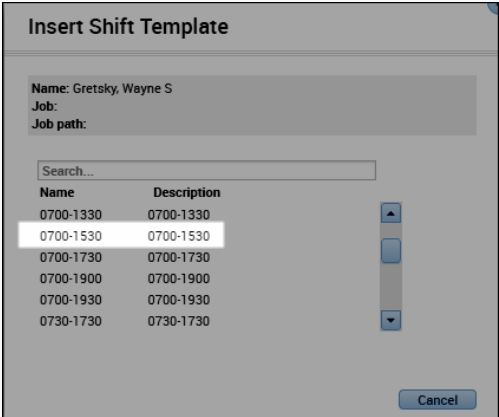 Insert Shift Template
Name: Gretsky, Wayne S
Job:
Job path:
Search...
Name Description
0700-1330 0700-1330
0700-1530 0700-1530
0700-1730 0700-1730
0700-1900 0700-1900
0700-1930 0700-1930
0730-1730 0730-1730
Cancel